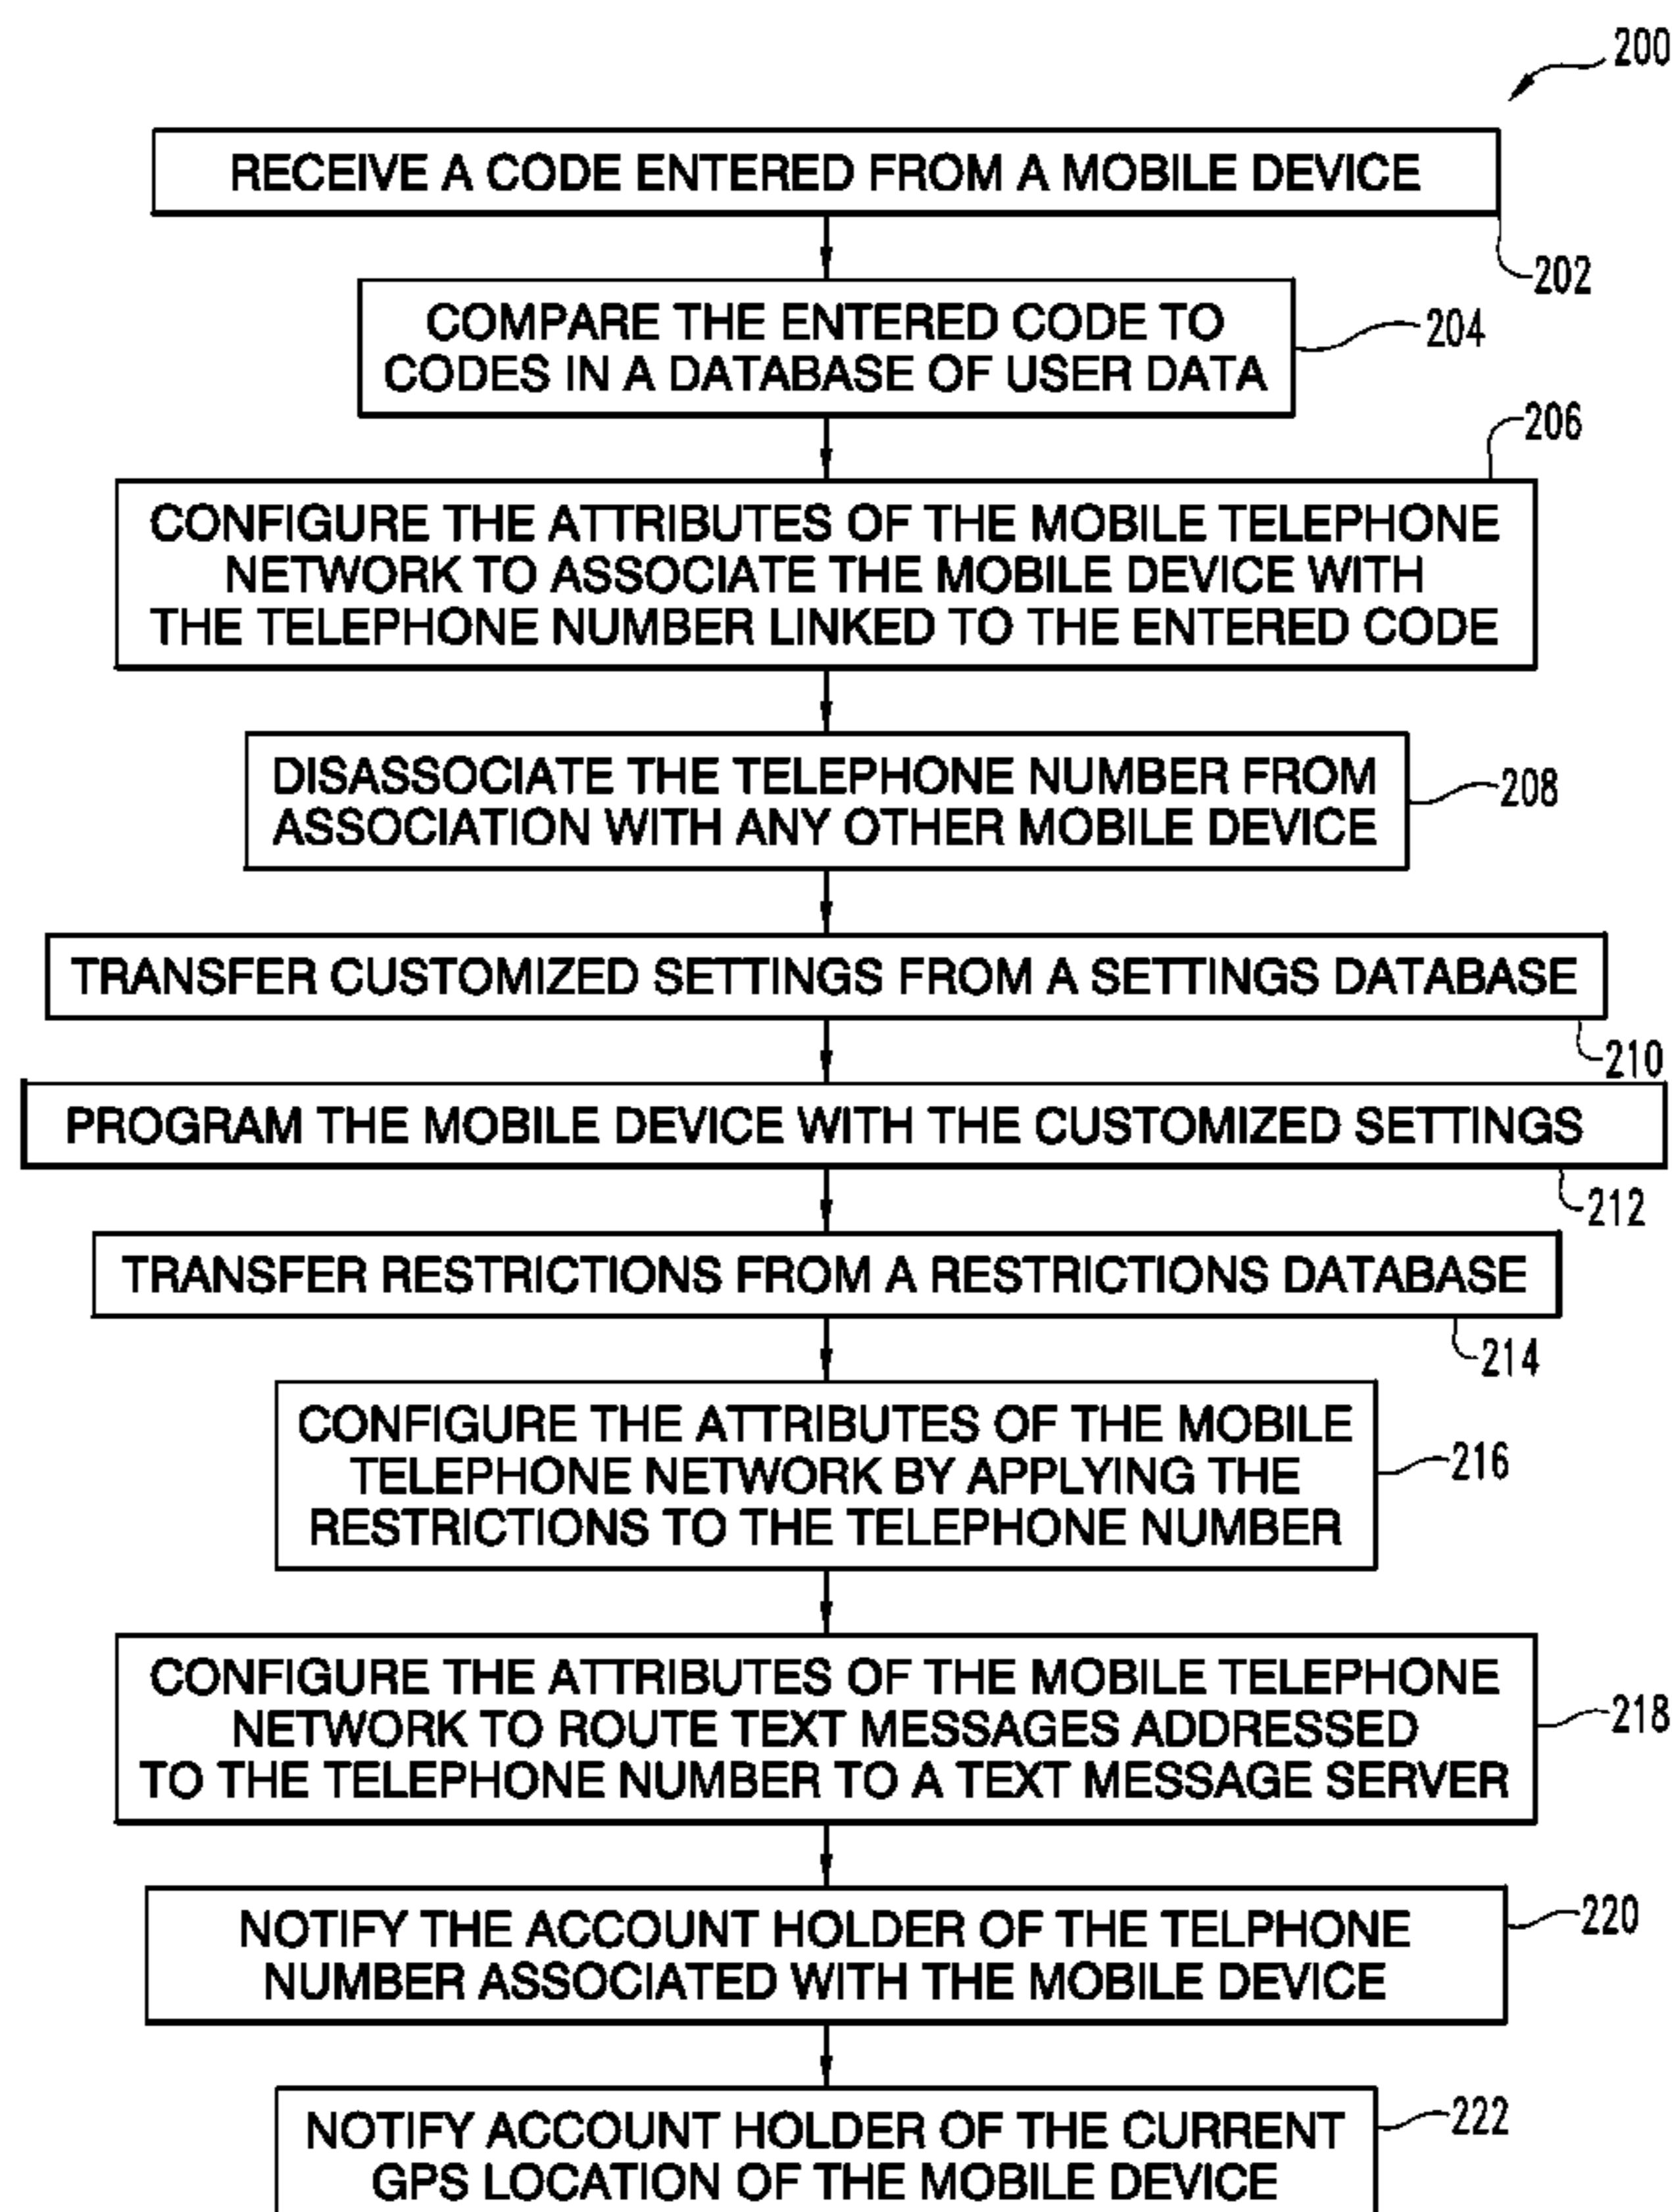 200
RECEIVE A CODE ENTERED FROM A MOBILE DEVICE
202
COMPARE THE ENTERED CODE TO
CODES IN A DATABASE OF USER DATA
204
206
CONFIGURE THE ATTRIBUTES OF THE MOBILE TELEPHONE
NETWORK TO ASSOCIATE THE MOBILE DEVICE WITH
THE TELEPHONE NUMBER LINKED TO THE ENTERED CODE
DISASSOCIATE THE TELEPHONE NUMBER FROM
ASSOCIATION WITH ANY OTHER MOBILE DEVICE
208
TRANSFER CUSTOMIZED SETTINGS FROM A SETTINGS DATABASE
210
PROGRAM THE MOBILE DEVICE WITH THE CUSTOMIZED SETTINGS
212
TRANSFER RESTRICTIONS FROM A RESTRICTIONS DATABASE
214
CONFIGURE THE ATTRIBUTES OF THE MOBILE
TELEPHONE NETWORK BY APPLYING THE
RESTRICTIONS TO THE TELEPHONE NUMBER
216
CONFIGURE THE ATTRIBUTES OF THE MOBILE TELEPHONE
NETWORK TO ROUTE TEXT MESSAGES ADDRESSED
TO THE TELEPHONE NUMBER TO A TEXT MESSAGE SERVER
218
NOTIFY THE ACCOUNT HOLDER OF THE TELPHONE
NUMBER ASSOCIATED WITH THE MOBILE DEVICE
220
NOTIFY ACCOUNT HOLDER OF THE CURRENT
GPS LOCATION OF THE MOBILE DEVICE
222